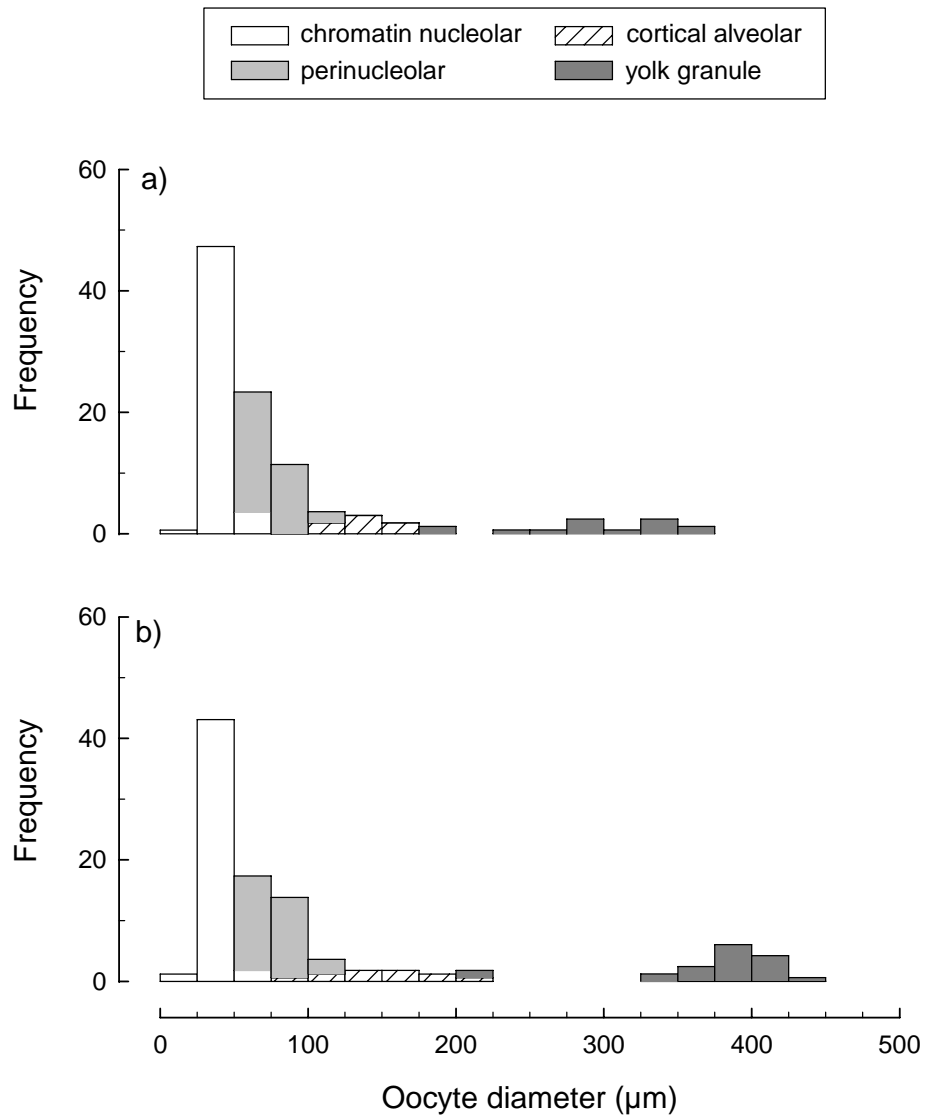 chromatin nucleolar cortical alveolar
perinucleolar yolk granule
a)
60
40
20
0
Frequency
b)
60
40
20
0
Frequency
0 100 200 300 400 500
Oocyte diameter (µm)